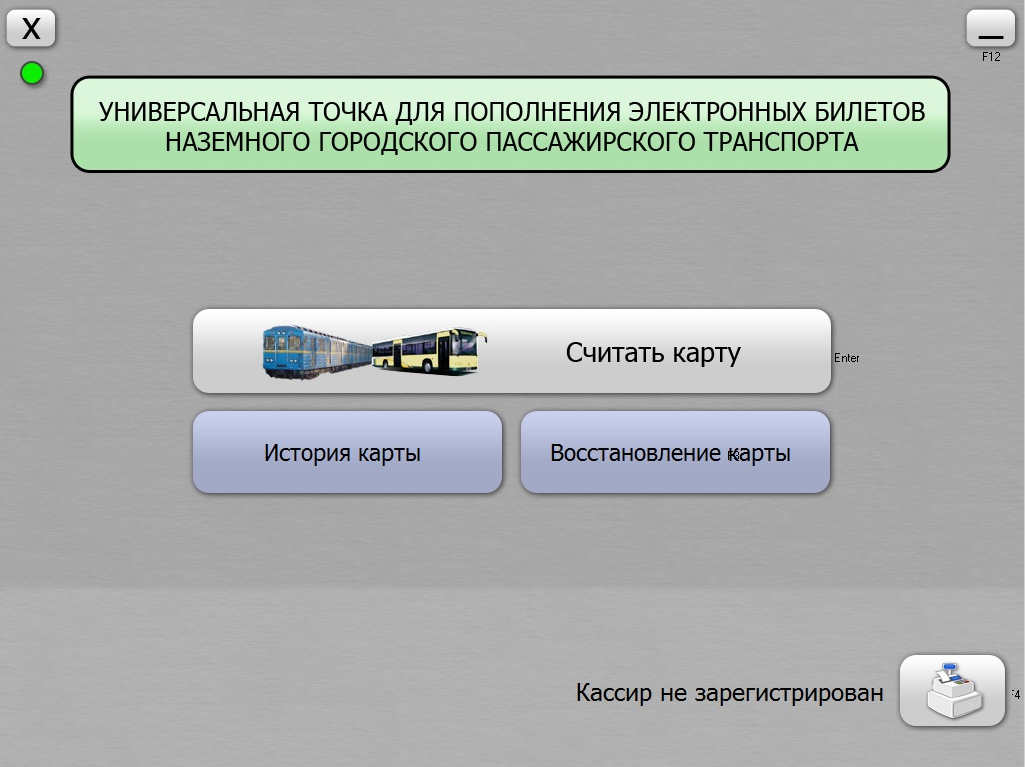 X
F12
УНИВЕРСАЛЬНАЯ ТОЧКА ДЛЯ ПОПОЛНЕНИЯ ЭЛЕКТРОННЫХ БИЛЕТОВ
НАЗЕМНОГО ГОРОДСКОГО ПАССАЖИРСКОГО ТРАНСПОРТА
Считать карту
Enter
История карты
Восстановление карты
Кассир не зарегистрирован
F4